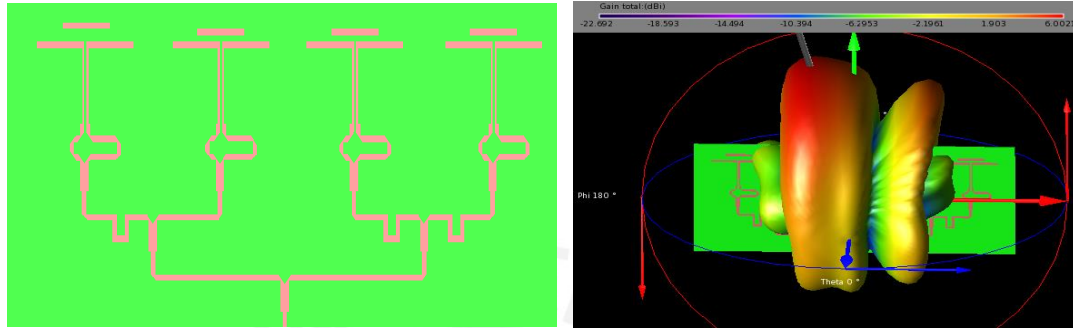 Gain total:(dBi)
-22.692 -18.593 -14.494 -10.394 -6.2953 -2.1961 1.903 6.0021
Phi 180 °
Theta 0 °